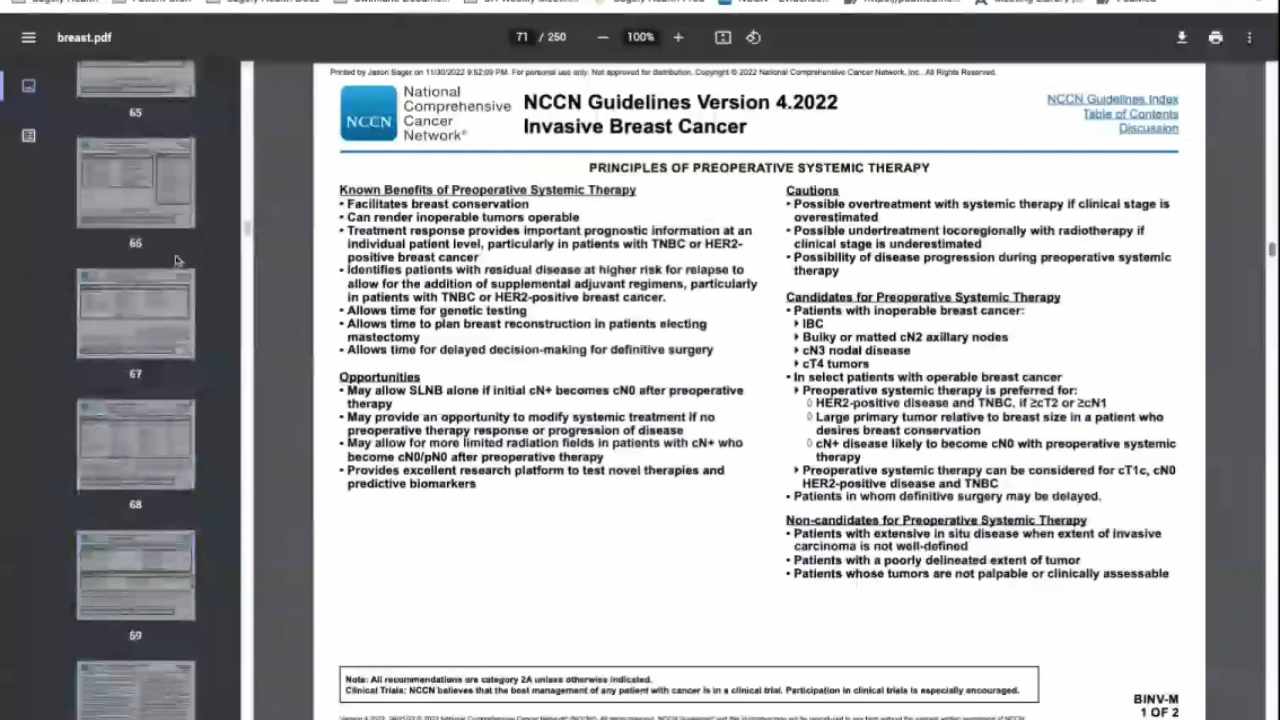 breast.pdf
71 / 250
100%
65
66
67
68
69
Printed by Jason Sager on 11/30/2022 9:52:09 PM. For personal use only. Not approved for distribution. Copyright © 2022 National Comprehensive Cancer Network, Inc., All Rights Reserved.
NCCN
National
Comprehensive
Cancer
Network®
NCCN Guidelines Version 4.2022
Invasive Breast Cancer
NCCN Guidelines Index
Table of Contents
Discussion
PRINCIPLES OF PREOPERATIVE SYSTEMIC THERAPY
Known Benefits of Preoperative Systemic Therapy
• Facilitates breast conservation
• Can render inoperable tumors operable
• Treatment response provides important prognostic information at an
individual patient level, particularly in patients with TNBC or HER2-
positive breast cancer
• Identifies patients with residual disease at higher risk for relapse to
allow for the addition of supplemental adjuvant regimens, particularly
in patients with TNBC or HER2-positive breast cancer.
• Allows time for genetic testing
• Allows time to plan breast reconstruction in patients electing
mastectomy
• Allows time for delayed decision-making for definitive surgery
Opportunities
• May allow SLNB alone if initial cN+ becomes cN0 after preoperative
therapy
• May provide an opportunity to modify systemic treatment if no
preoperative therapy response or progression of disease
• May allow for more limited radiation fields in patients with cN+ who
become cN0/pN0 after preoperative therapy
• Provides excellent research platform to test novel therapies and
predictive biomarkers
Cautions
• Possible overtreatment with systemic therapy if clinical stage is
overestimated
• Possible undertreatment locoregionally with radiotherapy if
clinical stage is underestimated
• Possibility of disease progression during preoperative systemic
therapy
Candidates for Preoperative Systemic Therapy
• Patients with inoperable breast cancer:
▸ IBC
▸ Bulky or matted cN2 axillary nodes
▸ cN3 nodal disease
▸ cT4 tumors
• In select patients with operable breast cancer
▸ Preoperative systemic therapy is preferred for:
◊ HER2-positive disease and TNBC, if ≥cT2 or ≥cN1
◊ Large primary tumor relative to breast size in a patient who
desires breast conservation
◊ cN+ disease likely to become cN0 with preoperative systemic
therapy
▸ Preoperative systemic therapy can be considered for cT1c, cN0
HER2-positive disease and TNBC
• Patients in whom definitive surgery may be delayed.
Non-candidates for Preoperative Systemic Therapy
• Patients with extensive in situ disease when extent of invasive
carcinoma is not well-defined
• Patients with a poorly delineated extent of tumor
• Patients whose tumors are not palpable or clinically assessable
Note: All recommendations are category 2A unless otherwise indicated.
Clinical Trials: NCCN believes that the best management of any patient with cancer is in a clinical trial. Participation in clinical trials is especially encouraged.
BINV-M
1 OF 2